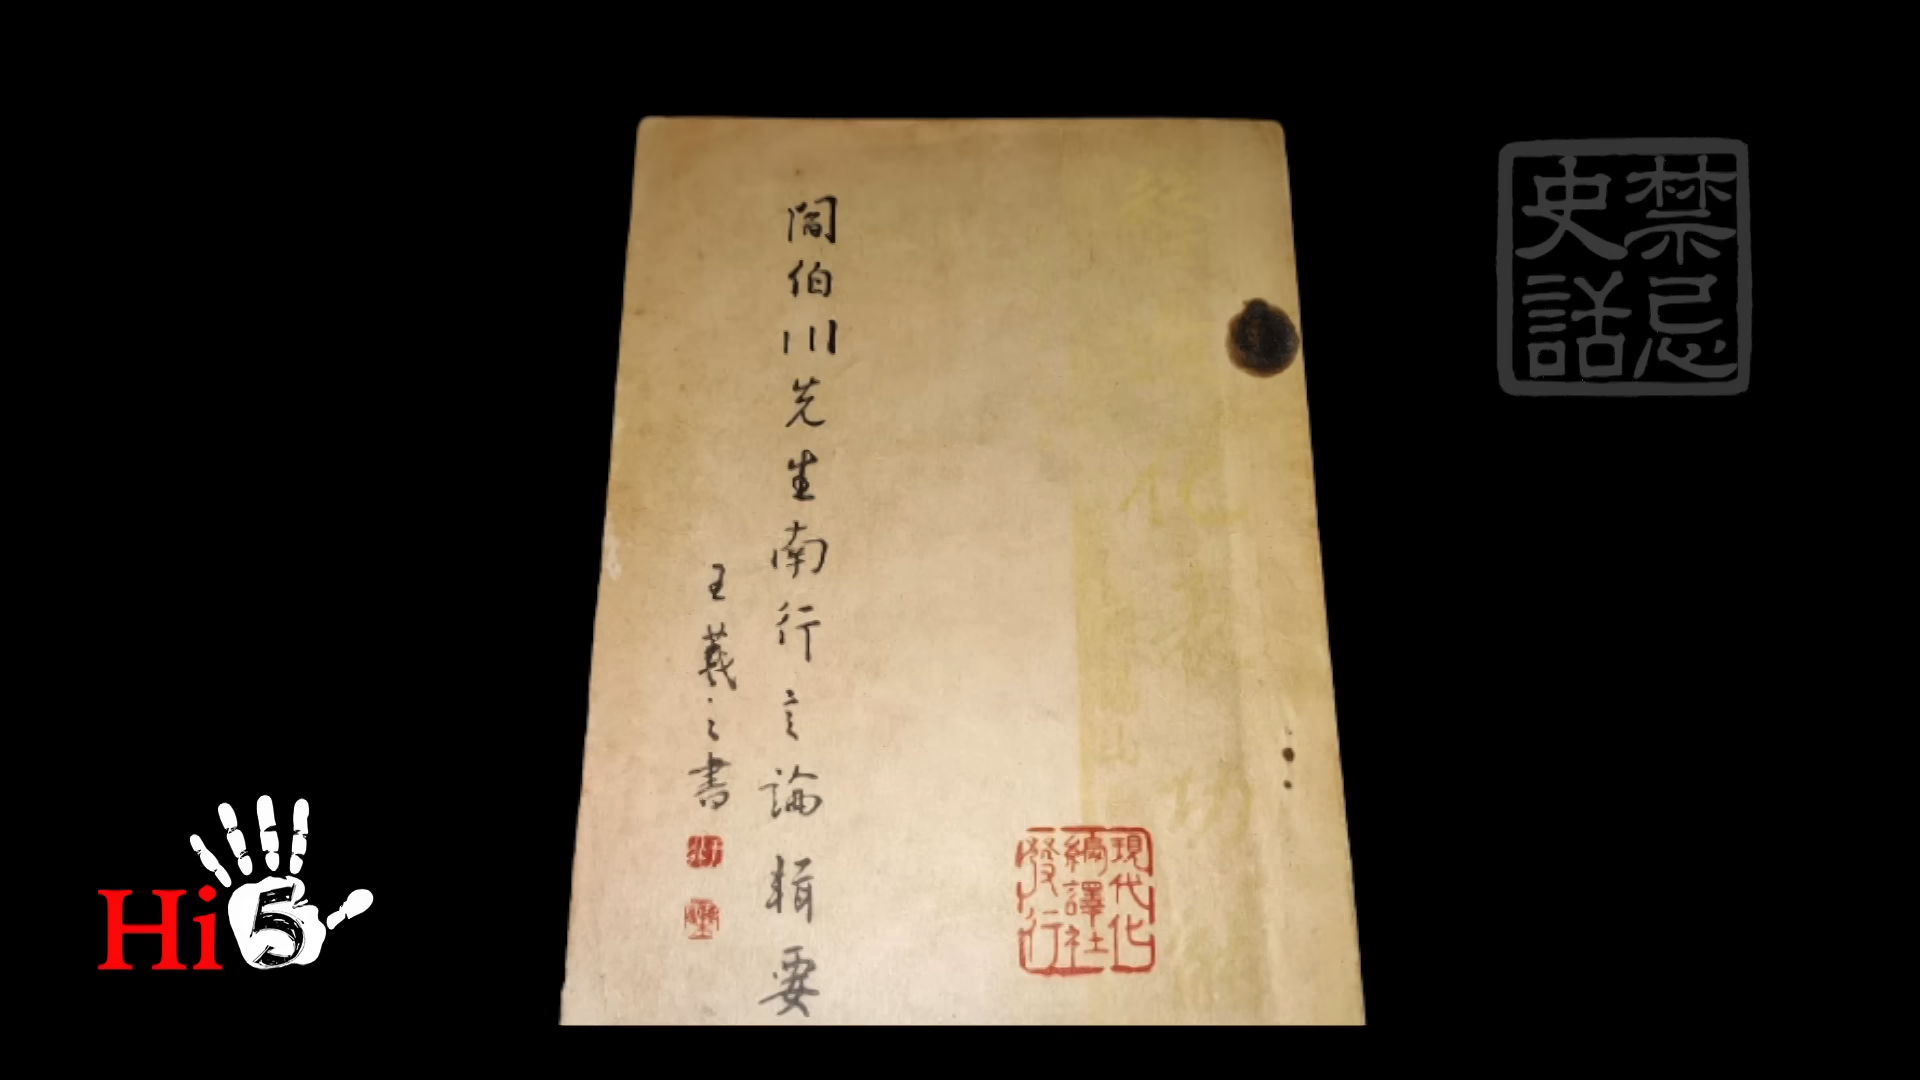 閻伯川先生南行言論輯要
王羲之書
現代化
編譯社
發行
禁忌
史話
Hi5